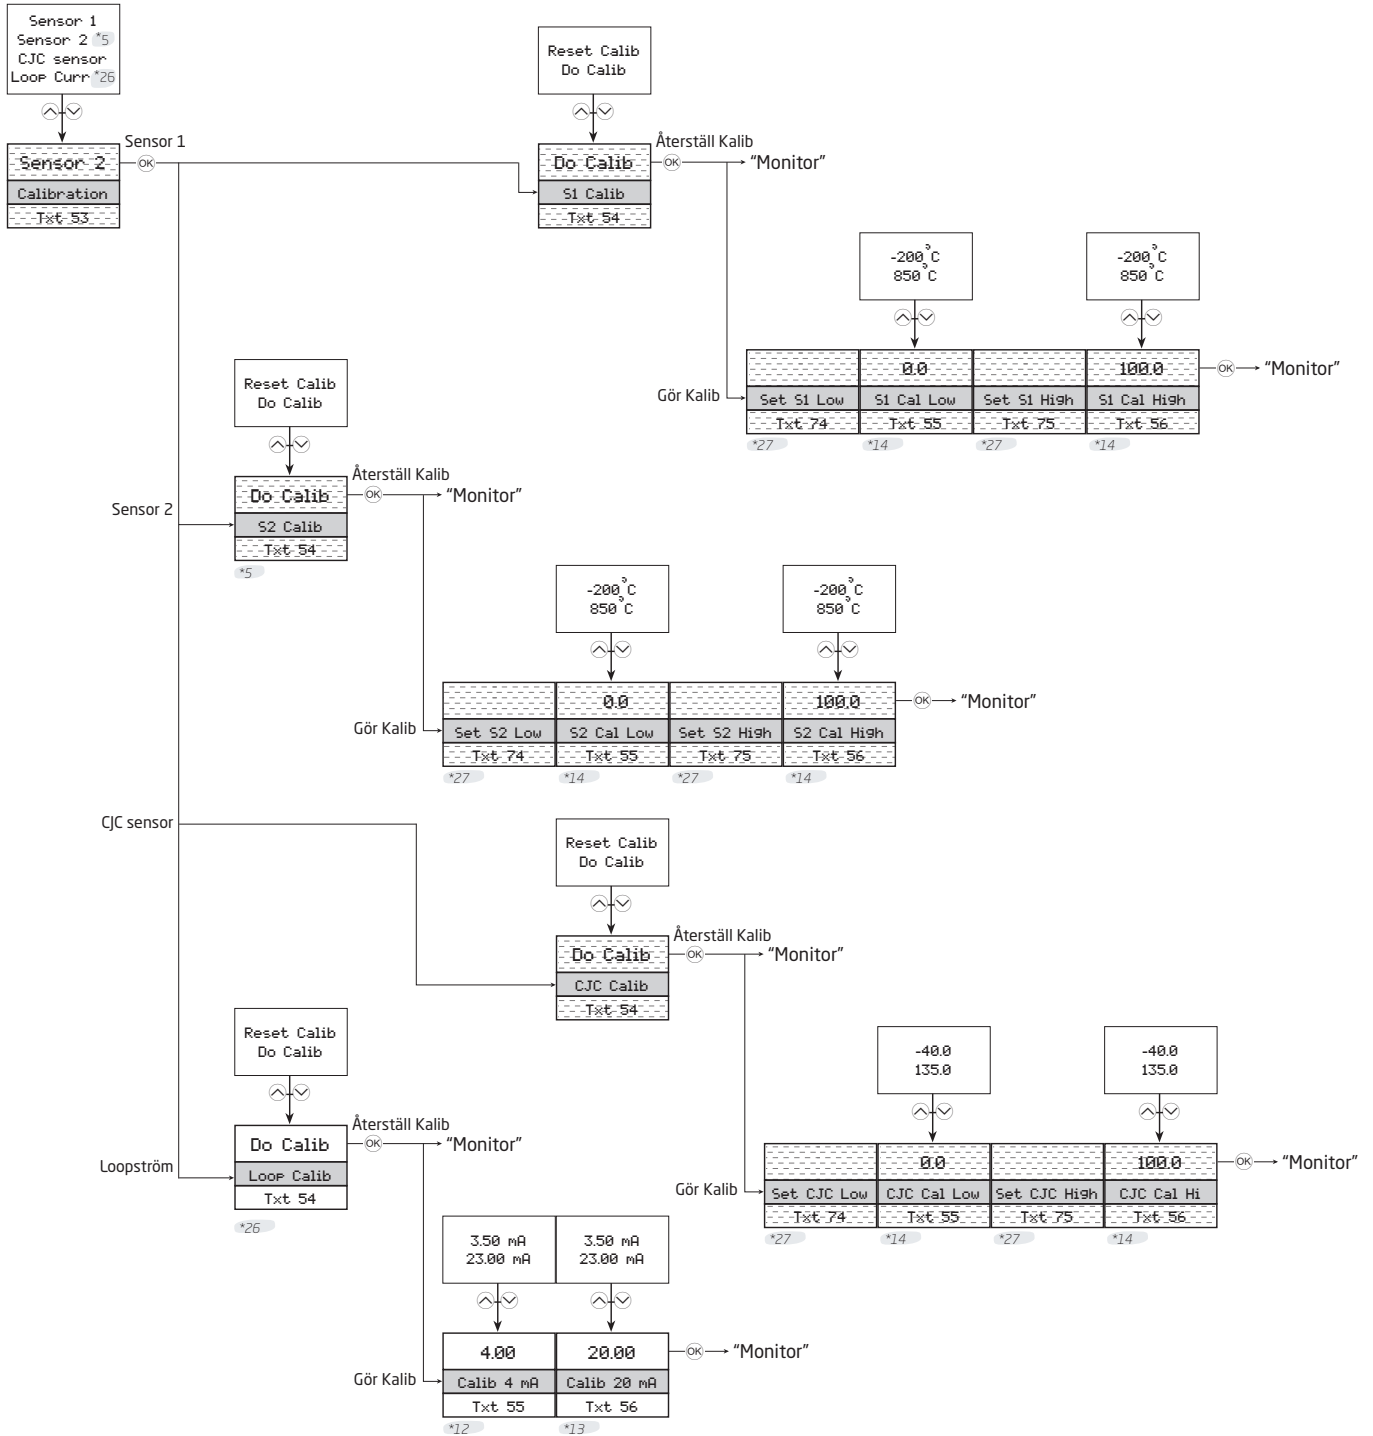 Sensor 1
Sensor 2 *5
CJC sensor
Loop Curr *26
Sensor 2
Calibration
Txt 53
OK
Sensor 1
Reset Calib
Do Calib
Do Calib
S1 Calib
Txt 54
Återställ Kalib
OK
"Monitor"
-200°C
850°C
-200°C
850°C
Gör Kalib
0.0
100.0
OK
"Monitor"
Set S1 Low
S1 Cal Low
Set S1 High
S1 Cal High
Txt 74
Txt 55
Txt 75
Txt 56
*27
*14
*27
*14
Sensor 2
Reset Calib
Do Calib
Do Calib
S2 Calib
Txt 54
*5
Återställ Kalib
OK
"Monitor"
-200°C
850°C
-200°C
850°C
Gör Kalib
0.0
100.0
OK
"Monitor"
Set S2 Low
S2 Cal Low
Set S2 High
S2 Cal High
Txt 74
Txt 55
Txt 75
Txt 56
*27
*14
*27
*14
CJC sensor
Reset Calib
Do Calib
Do Calib
CJC Calib
Txt 54
Återställ Kalib
OK
"Monitor"
-40.0
135.0
-40.0
135.0
Gör Kalib
0.0
100.0
OK
"Monitor"
Set CJC Low
CJC Cal Low
Set CJC High
CJC Cal Hi
Txt 74
Txt 55
Txt 75
Txt 56
*27
*14
*27
*14
Loopström
Reset Calib
Do Calib
Do Calib
Loop Calib
Txt 54
*26
Återställ Kalib
OK
"Monitor"
3.50 mA
23.00 mA
3.50 mA
23.00 mA
Gör Kalib
4.00
20.00
OK
"Monitor"
Calib 4 mA
Calib 20 mA
Txt 55
Txt 56
*12
*13